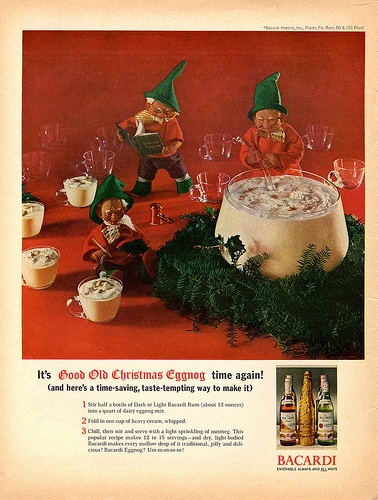 *Bacardi Imports, Inc., Miami, Fla. Rum, 80 & 151 Proof.
It's Good Old Christmas Eggnog time again!
(and here's a time-saving, taste-tempting way to make it)
1 Stir half a bottle of Dark or Light Bacardi Rum (about 12 ounces)
into a quart of dairy eggnog mix.
2 Fold in one cup of heavy cream, whipped.
3 Chill, then stir and serve with a light sprinkling of nutmeg. This
popular recipe makes 12 to 15 servings—and dry, light-bodied
Bacardi makes every mellow drop of it traditional, jolly and deli-
cious! Bacardi Eggnog? Um-m-m-m-m!
BACARDI
ENJOYABLE ALWAYS AND ALL WAYS